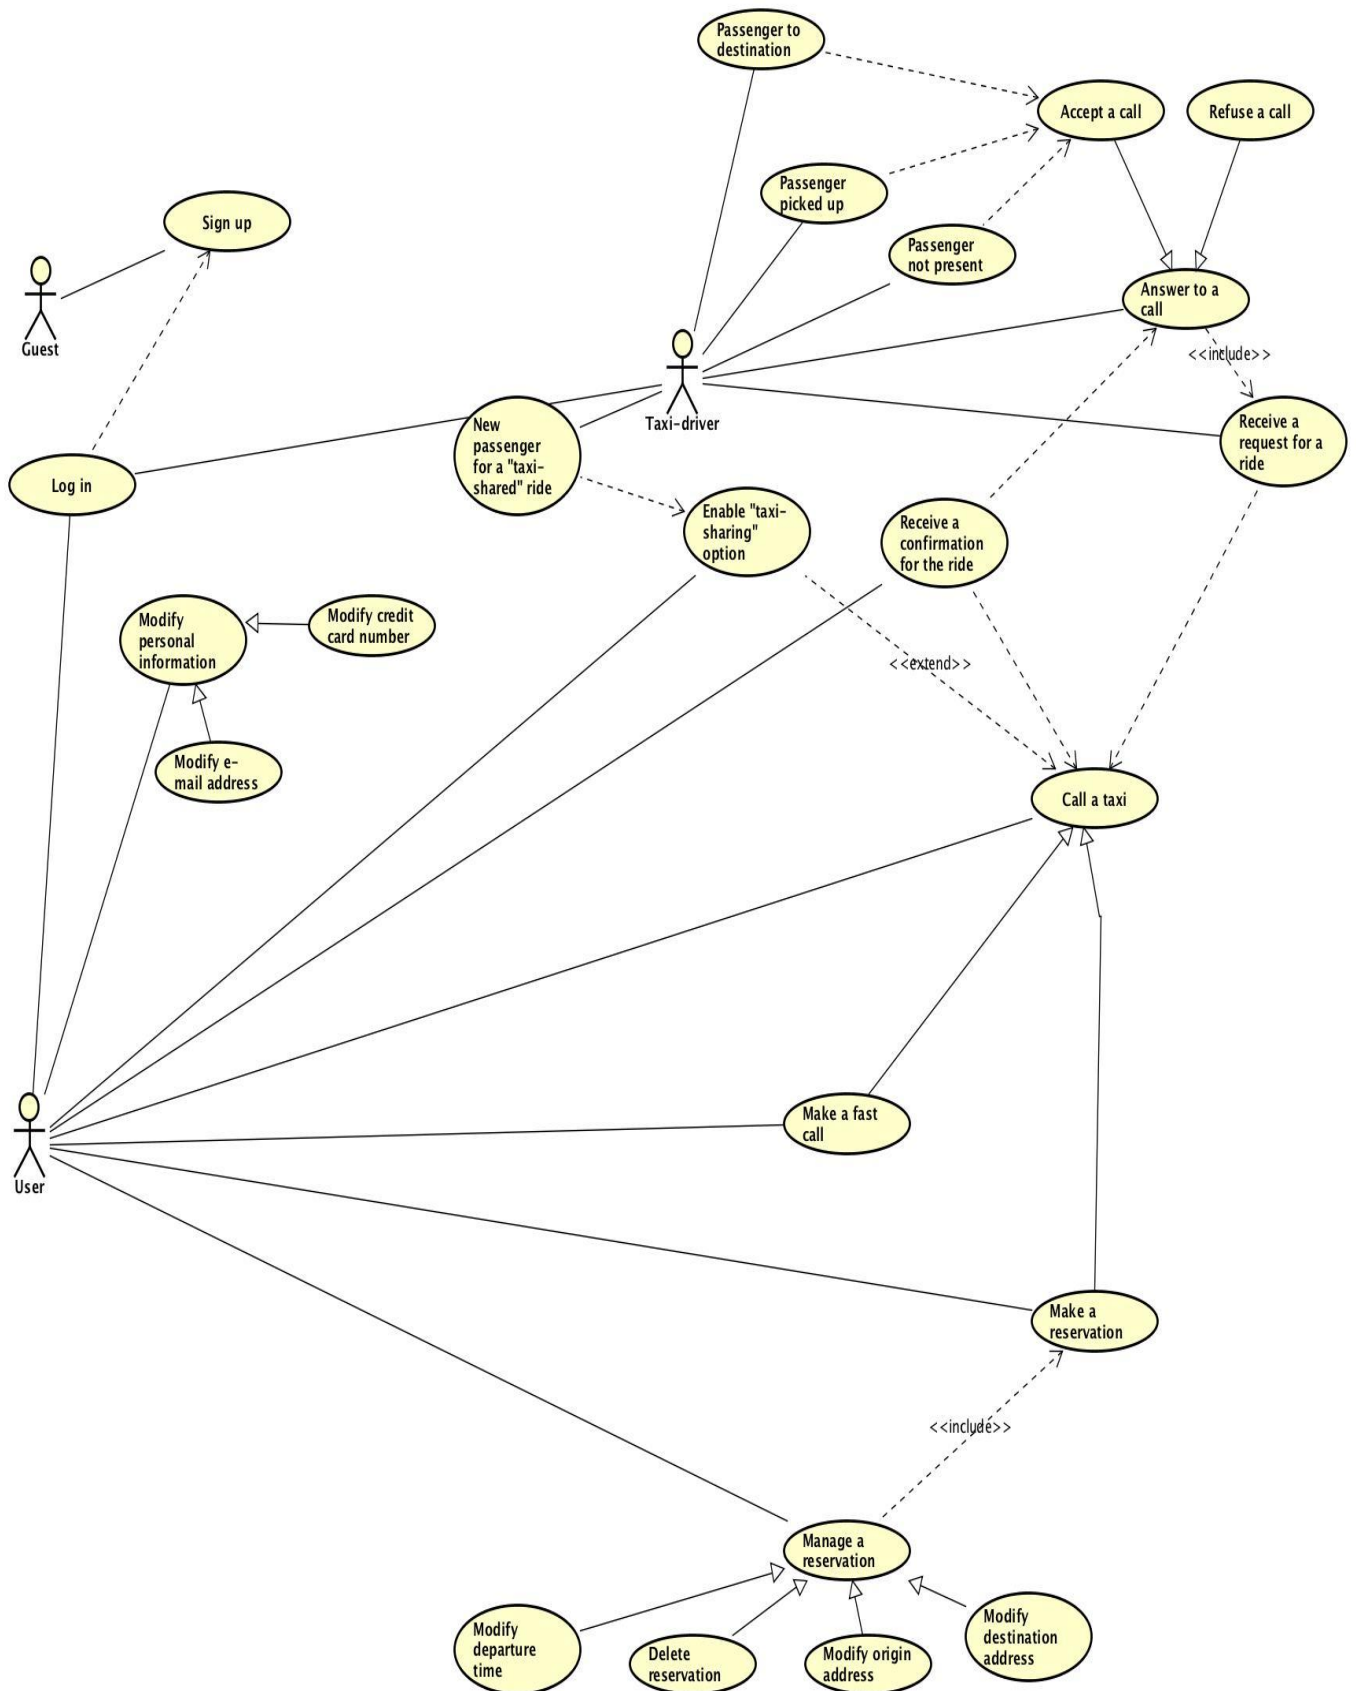 Passenger to
destination
Accept a call
Refuse a call
Passenger
picked up
Sign up
Passenger
not present
Guest
Answer to a
call
<<include>>
Taxi-driver
New
passenger
for a "taxi-
shared" ride
Receive a
request for a
ride
Log in
Enable "taxi-
sharing"
option
Receive a
confirmation
for the ride
Modify
personal
information
Modify credit
card number
<<extend>>
Modify e-
mail address
Call a taxi
Make a fast
call
User
Make a
reservation
<<include>>
Manage a
reservation
Modify
departure
time
Delete
reservation
Modify origin
address
Modify
destination
address